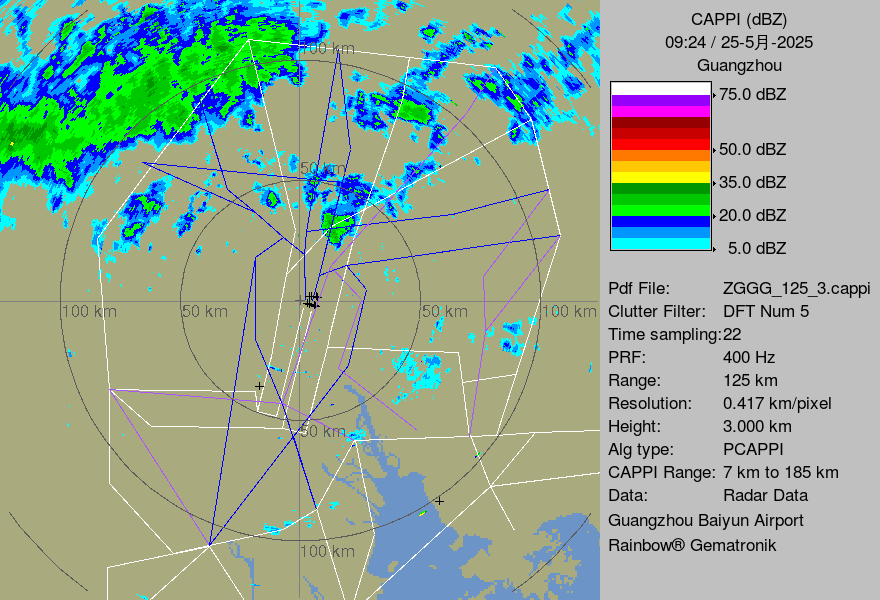 CAPPI (dBZ)
09:24 / 25-5月-2025
Guangzhou
75.0 dBZ
50.0 dBZ
35.0 dBZ
20.0 dBZ
5.0 dBZ
100 km
50 km
100 km
50 km
50 km
100 km
50 km
100 km
Pdf File: ZGGG_125_3.cappi
Clutter Filter: DFT Num 5
Time sampling:22
PRF: 400 Hz
Range: 125 km
Resolution: 0.417 km/pixel
Height: 3.000 km
Alg type: PCAPPI
CAPPI Range: 7 km to 185 km
Data: Radar Data
Guangzhou Baiyun Airport
Rainbow® Gematronik